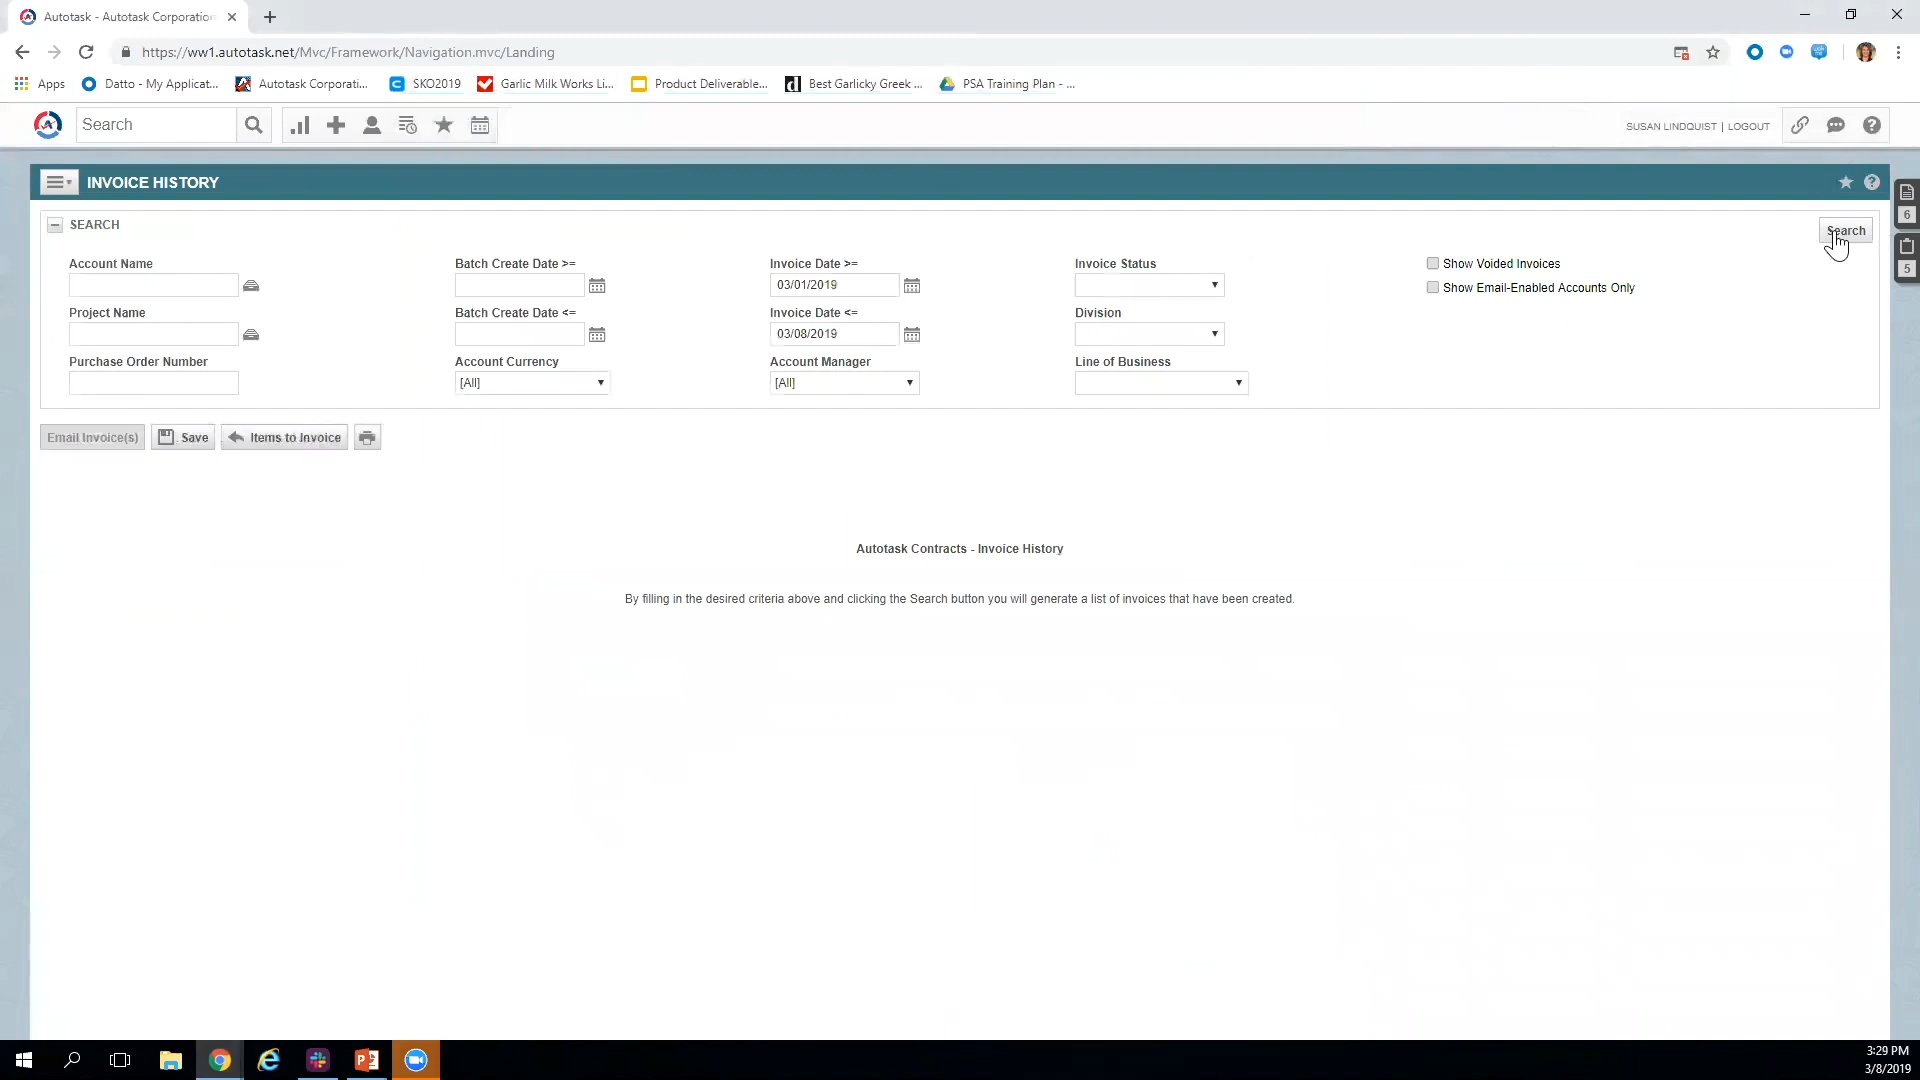 Autotask - Autotask Corporation
https://ww1.autotask.net/Mvc/Framework/Navigation.mvc/Landing
Apps Datto - My Applicat... Autotask Corporati... SKO2019 Garlic Milk Works Li... Product Deliverable... Best Garlicky Greek ... PSA Training Plan - ...
Search SUSAN LINDQUIST | LOGOUT
INVOICE HISTORY
6
5
SEARCH Search
Account Name Batch Create Date >= Invoice Date >= Invoice Status Show Voided Invoices
03/01/2019 Show Email-Enabled Accounts Only
Project Name Batch Create Date <= Invoice Date <= Division
03/08/2019
Purchase Order Number Account Currency Account Manager Line of Business
[All] [All]
Email Invoice(s) Save Items to Invoice
Autotask Contracts - Invoice History
By filling in the desired criteria above and clicking the Search button you will generate a list of invoices that have been created.
3:29 PM
3/8/2019